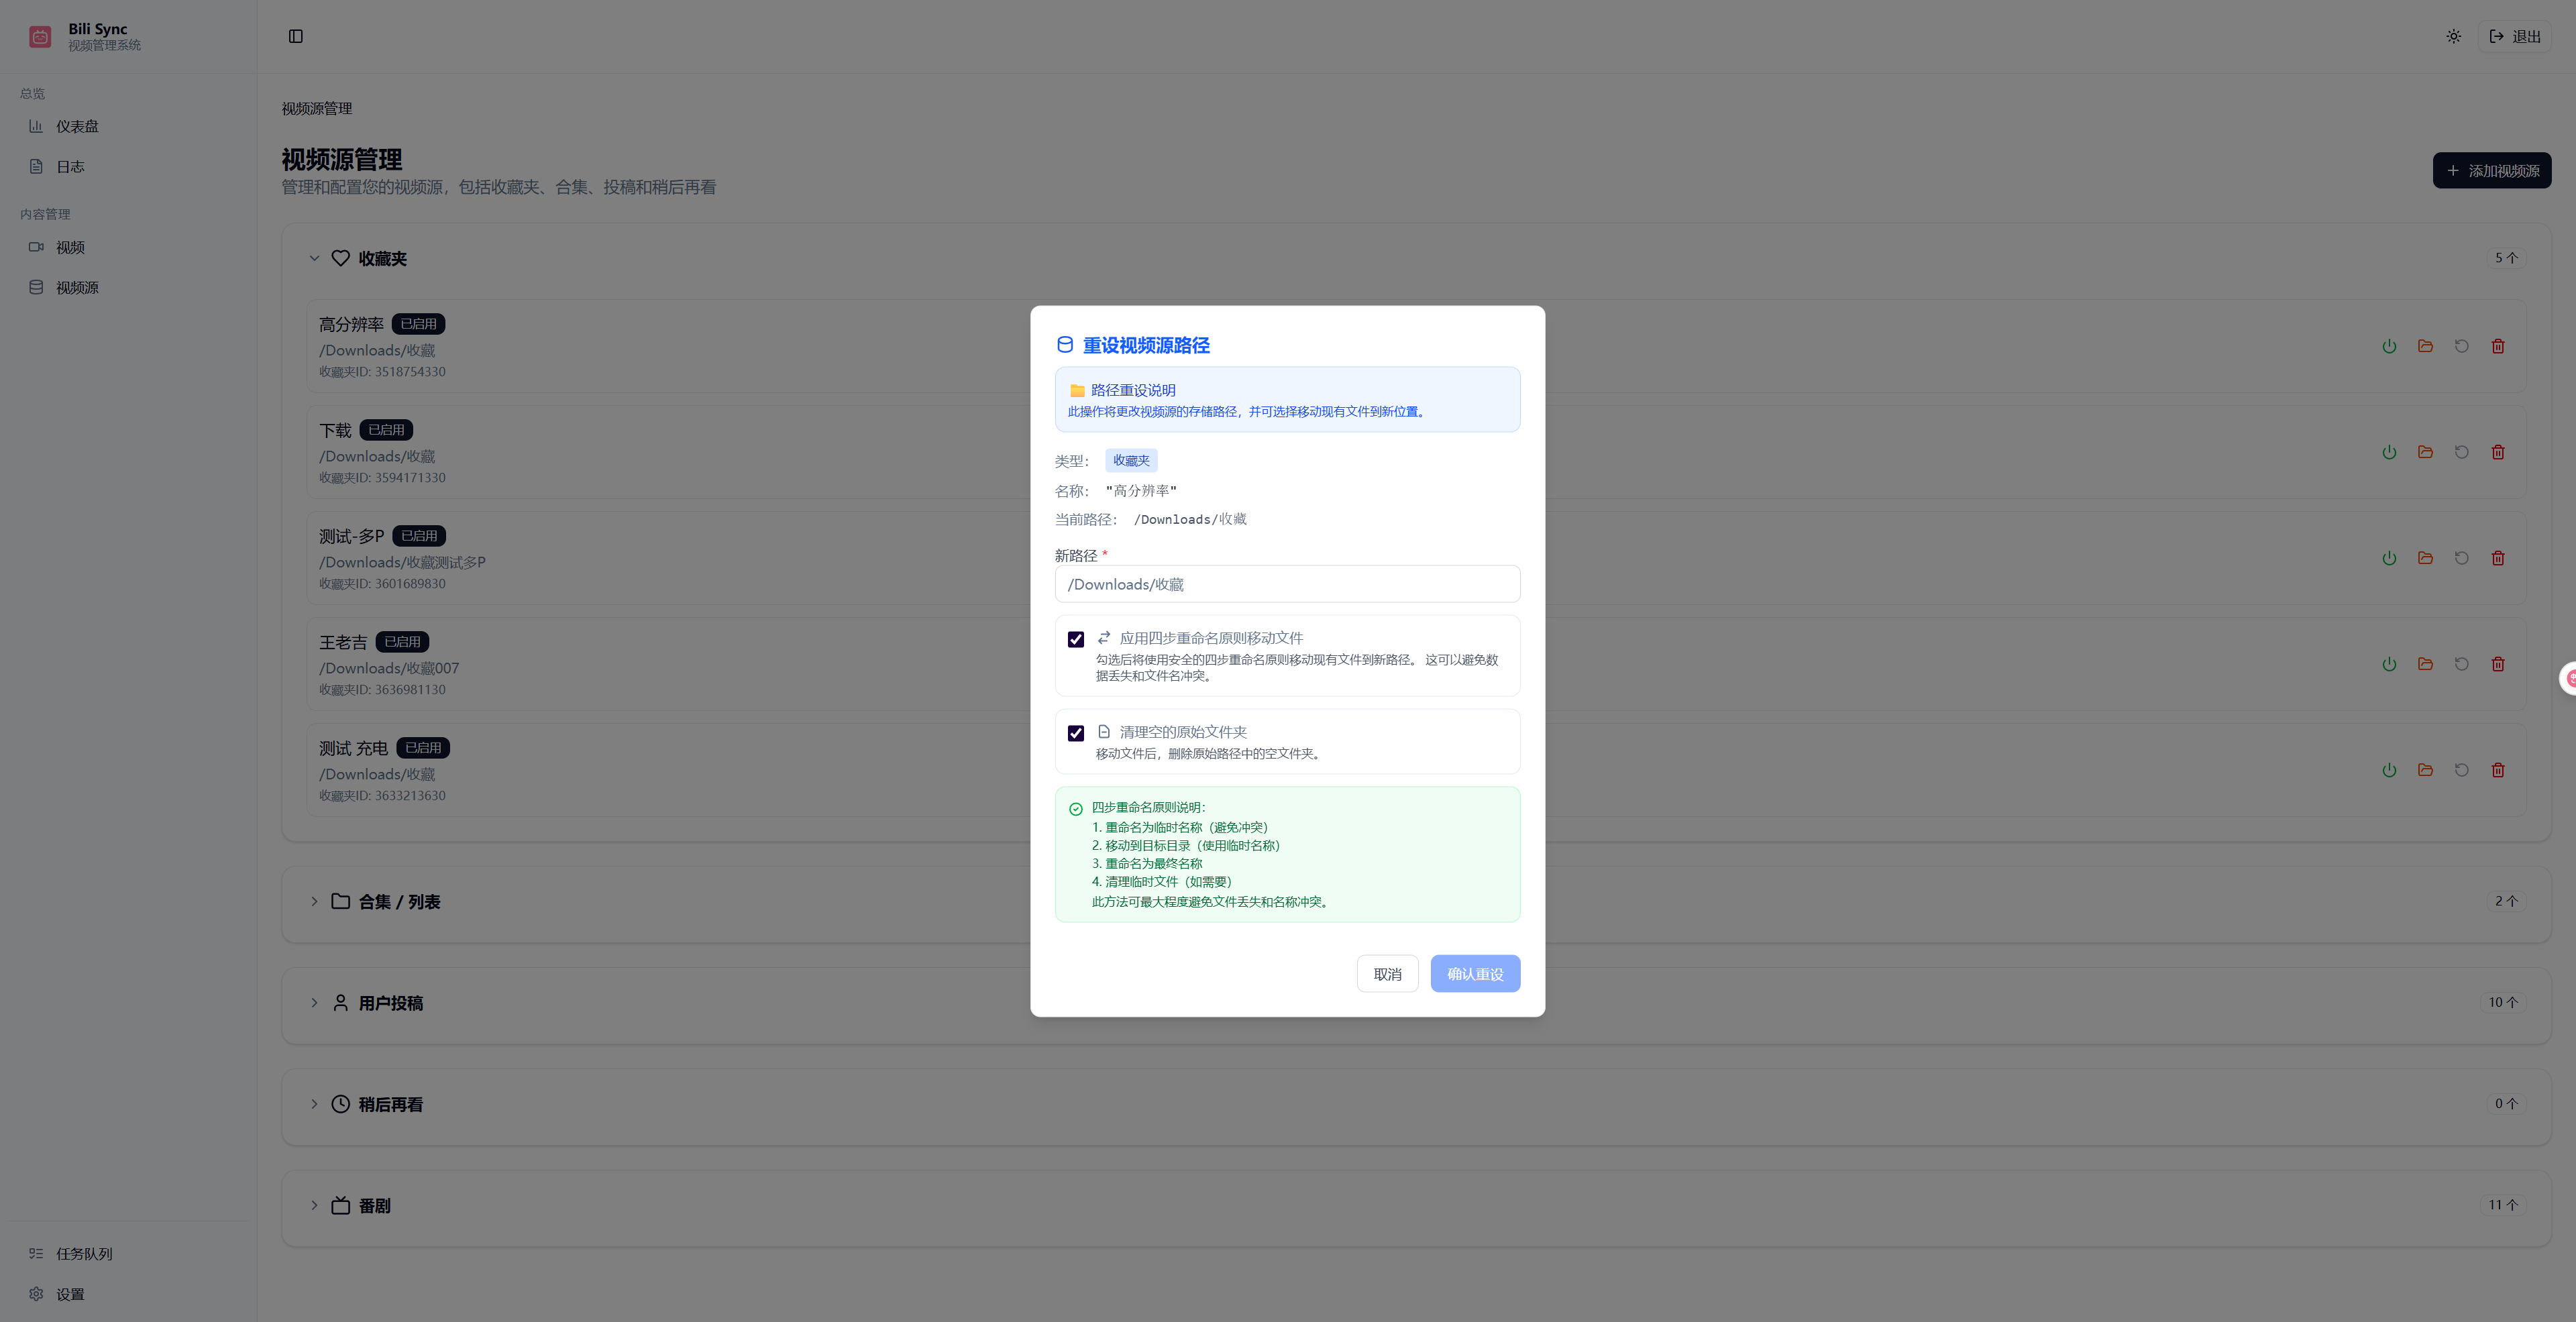 Bili Sync
视频管理系统
退出
总览
仪表盘
日志
内容管理
视频
视频源
任务队列
设置
视频源管理
视频源管理
管理和配置您的视频源，包括收藏夹、合集、投稿和稍后再看
添加视频源
收藏夹
5 个
高分辨率 已启用
/Downloads/收藏
收藏夹ID: 3518754330
下载 已启用
/Downloads/收藏
收藏夹ID: 3594171330
测试-多P 已启用
/Downloads/收藏测试多P
收藏夹ID: 3601689830
王老吉 已启用
/Downloads/收藏007
收藏夹ID: 3636981130
测试 充电 已启用
/Downloads/收藏
收藏夹ID: 3633213630
合集 / 列表
2 个
用户投稿
10 个
稍后再看
0 个
番剧
11 个
重设视频源路径
路径重设说明
此操作将更改视频源的存储路径，并可选择移动现有文件到新位置。
类型： 收藏夹
名称： "高分辨率"
当前路径： /Downloads/收藏
新路径 *
/Downloads/收藏
应用四步重命名原则移动文件
勾选后将使用安全的四步重命名原则移动现有文件到新路径。 这可以避免数
据丢失和文件名冲突。
清理空的原始文件夹
移动文件后，删除原始路径中的空文件夹。
四步重命名原则说明：
1. 重命名为临时名称（避免冲突）
2. 移动到目标目录（使用临时名称）
3. 重命名为最终名称
4. 清理临时文件（如需要）
此方法可最大程度避免文件丢失和名称冲突。
取消
确认重设